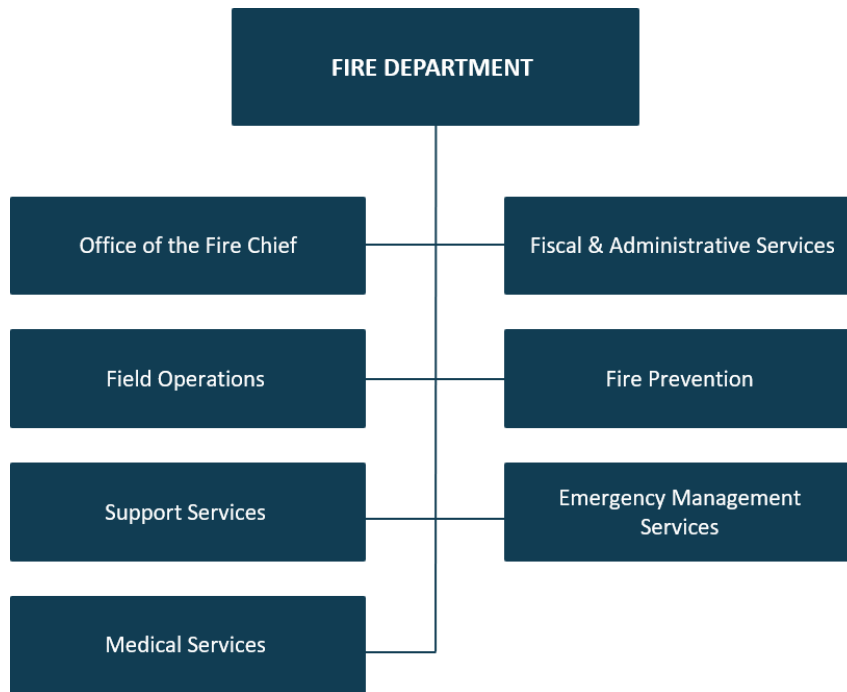 FIRE DEPARTMENT
Office of the Fire Chief
Fiscal & Administrative Services
Field Operations
Fire Prevention
Support Services
Emergency Management
Services
Medical Services